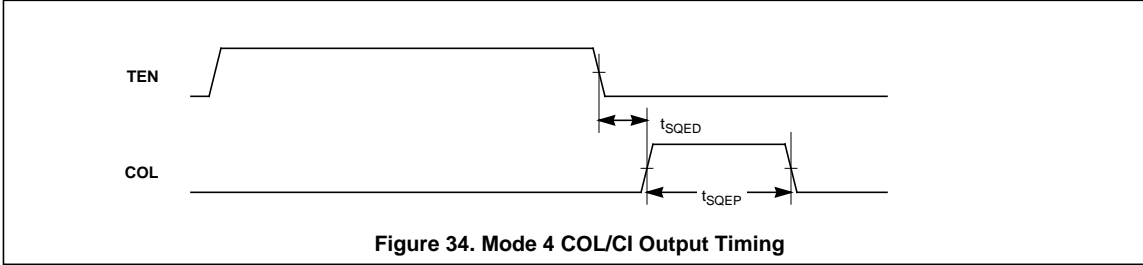 TEN
tSQED
COL
tSQEP
Figure 34. Mode 4 COL/CI Output Timing